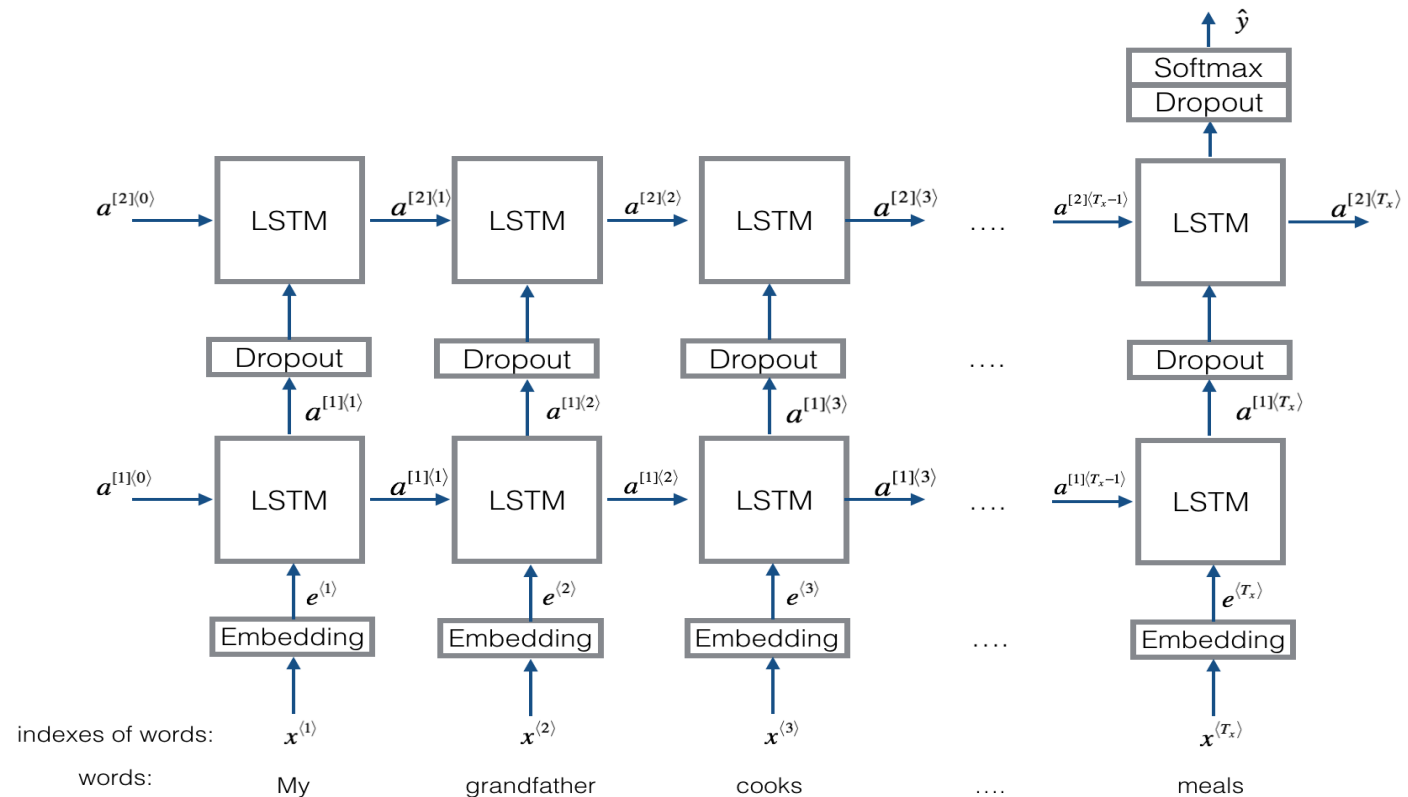 ŷ
Softmax
Dropout
a^{[2]⟨0⟩} LSTM a^{[2]⟨1⟩} LSTM a^{[2]⟨2⟩} LSTM a^{[2]⟨3⟩} .... a^{[2]⟨T_x−1⟩} LSTM a^{[2]⟨T_x⟩}
Dropout Dropout Dropout .... Dropout
a^{[1]⟨1⟩} a^{[1]⟨2⟩} a^{[1]⟨3⟩} a^{[1]⟨T_x⟩}
a^{[1]⟨0⟩} LSTM a^{[1]⟨1⟩} LSTM a^{[1]⟨2⟩} LSTM a^{[1]⟨3⟩} .... a^{[1]⟨T_x−1⟩} LSTM
e^{⟨1⟩} e^{⟨2⟩} e^{⟨3⟩} e^{⟨T_x⟩}
Embedding Embedding Embedding .... Embedding
indexes of words: x^{⟨1⟩} x^{⟨2⟩} x^{⟨3⟩} x^{⟨T_x⟩}
words: My grandfather cooks .... meals